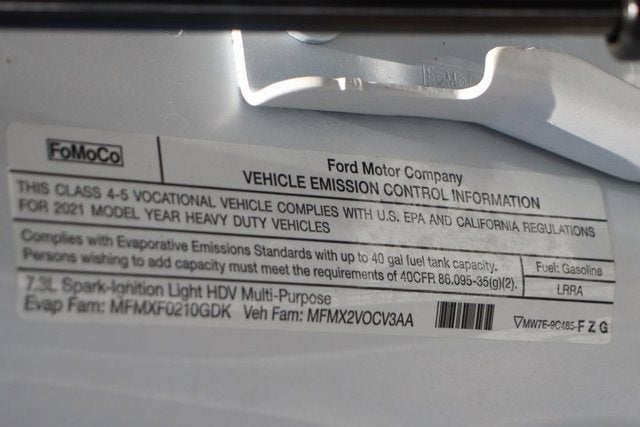 FoMoCo
FoMoCo
Ford Motor Company
VEHICLE EMISSION CONTROL INFORMATION
THIS CLASS 4-5 VOCATIONAL VEHICLE COMPLIES WITH U.S. EPA AND CALIFORNIA REGULATIONS
FOR 2021 MODEL YEAR HEAVY DUTY VEHICLES
Complies with Evaporative Emissions Standards with up to 40 gal fuel tank capacity.
Persons wishing to add capacity must meet the requirements of 40CFR 86.095-35(g)(2).
Fuel: Gasoline
LRRA
7.3L Spark-Ignition Light HDV Multi-Purpose
Evap Fam: MFMXF0210GDK Veh Fam: MFMX2VOCV3AA
MW7E-9C485-F Z G